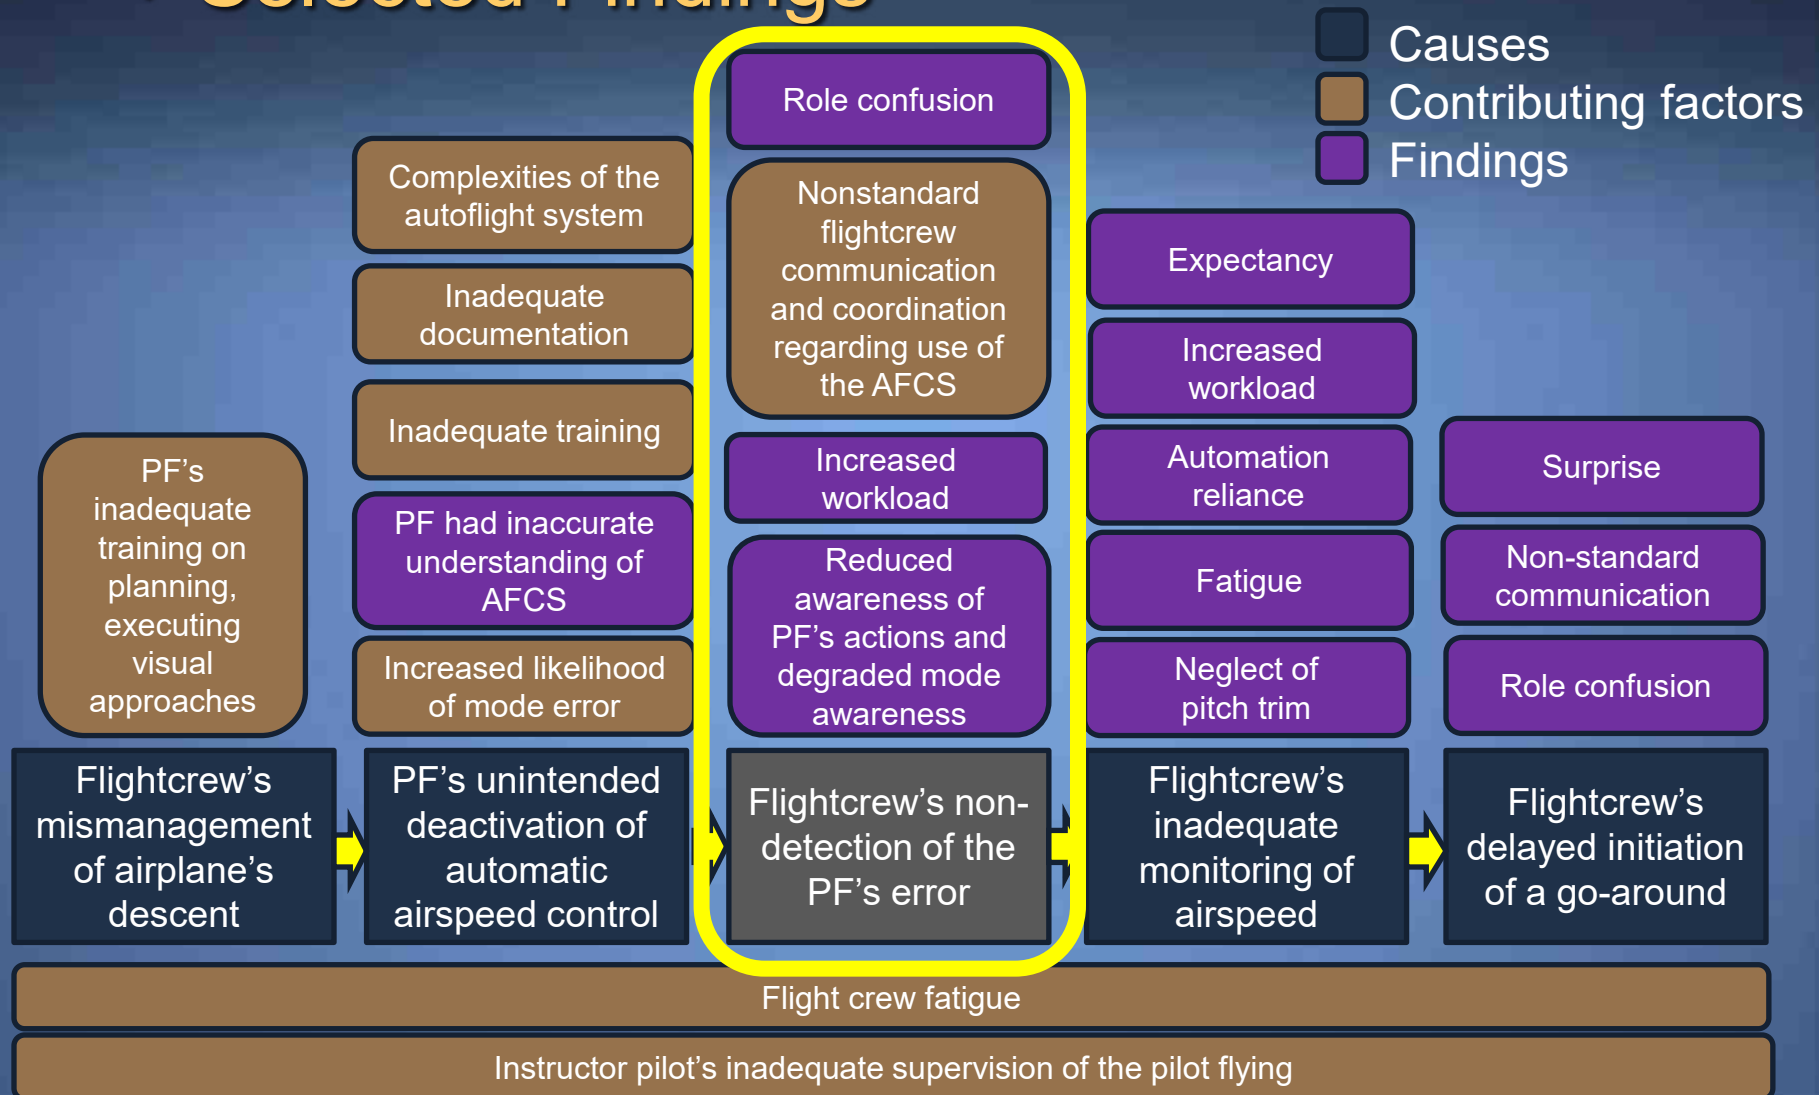 Selected Findings
Causes
Contributing factors
Findings
PF's
inadequate
training on
planning,
executing
visual
approaches
Flightcrew's
mismanagement
of airplane's
descent
Complexities of the
autoflight system
Inadequate
documentation
Inadequate training
PF had inaccurate
understanding of
AFCS
Increased likelihood
of mode error
PF's unintended
deactivation of
automatic
airspeed control
Role confusion
Nonstandard
flightcrew
communication
and coordination
regarding use of
the AFCS
Increased
workload
Reduced
awareness of
PF's actions and
degraded mode
awareness
Flightcrew's non-
detection of the
PF's error
Expectancy
Increased
workload
Automation
reliance
Fatigue
Neglect of
pitch trim
Flightcrew's
inadequate
monitoring of
airspeed
Surprise
Non-standard
communication
Role confusion
Flightcrew's
delayed initiation
of a go-around
Flight crew fatigue
Instructor pilot's inadequate supervision of the pilot flying